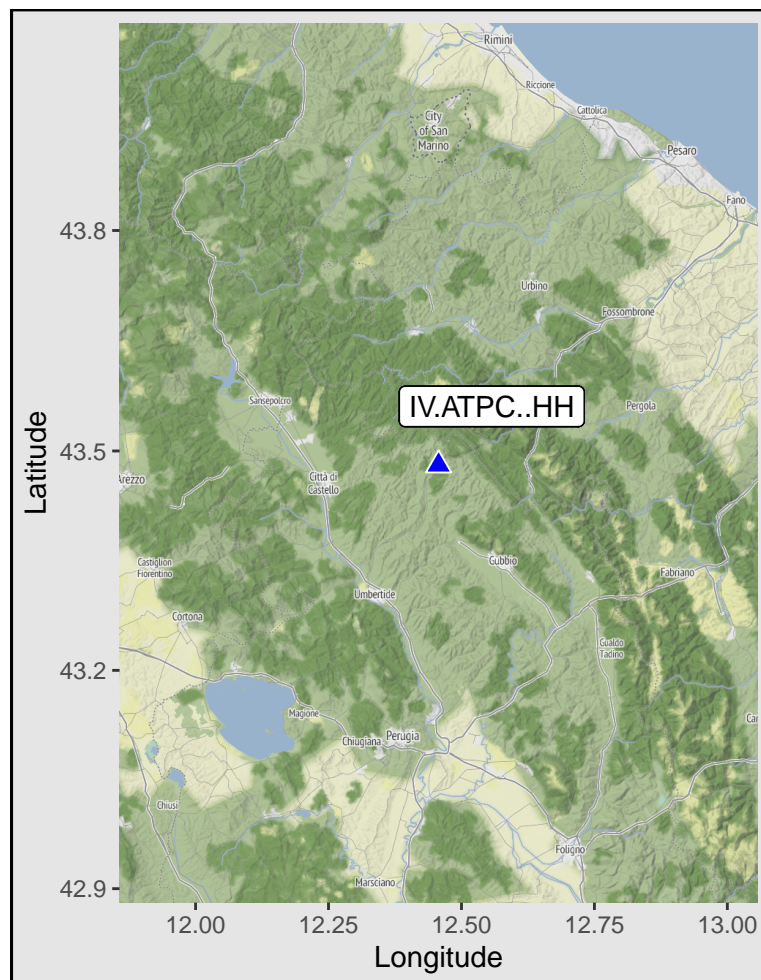 Rimini
Riccione
Cattolica
City
of San
Marino
Pesaro
Fano
43.8
Urbino
Fossombrone
Sansepolcro
IV.ATPC..HH
Pergola
43.5
Latitude
Arezzo
Città di
Castello
Castiglion
Fiorentino
Gubbio
Fabriano
Umbertide
Cortona
Gualdo
Tadino
43.2
Magione
Chiugiana
Perugia
Chiusi
Foligno
Marsciano
42.9
12.00
12.25
12.50
12.75
13.00
Longitude